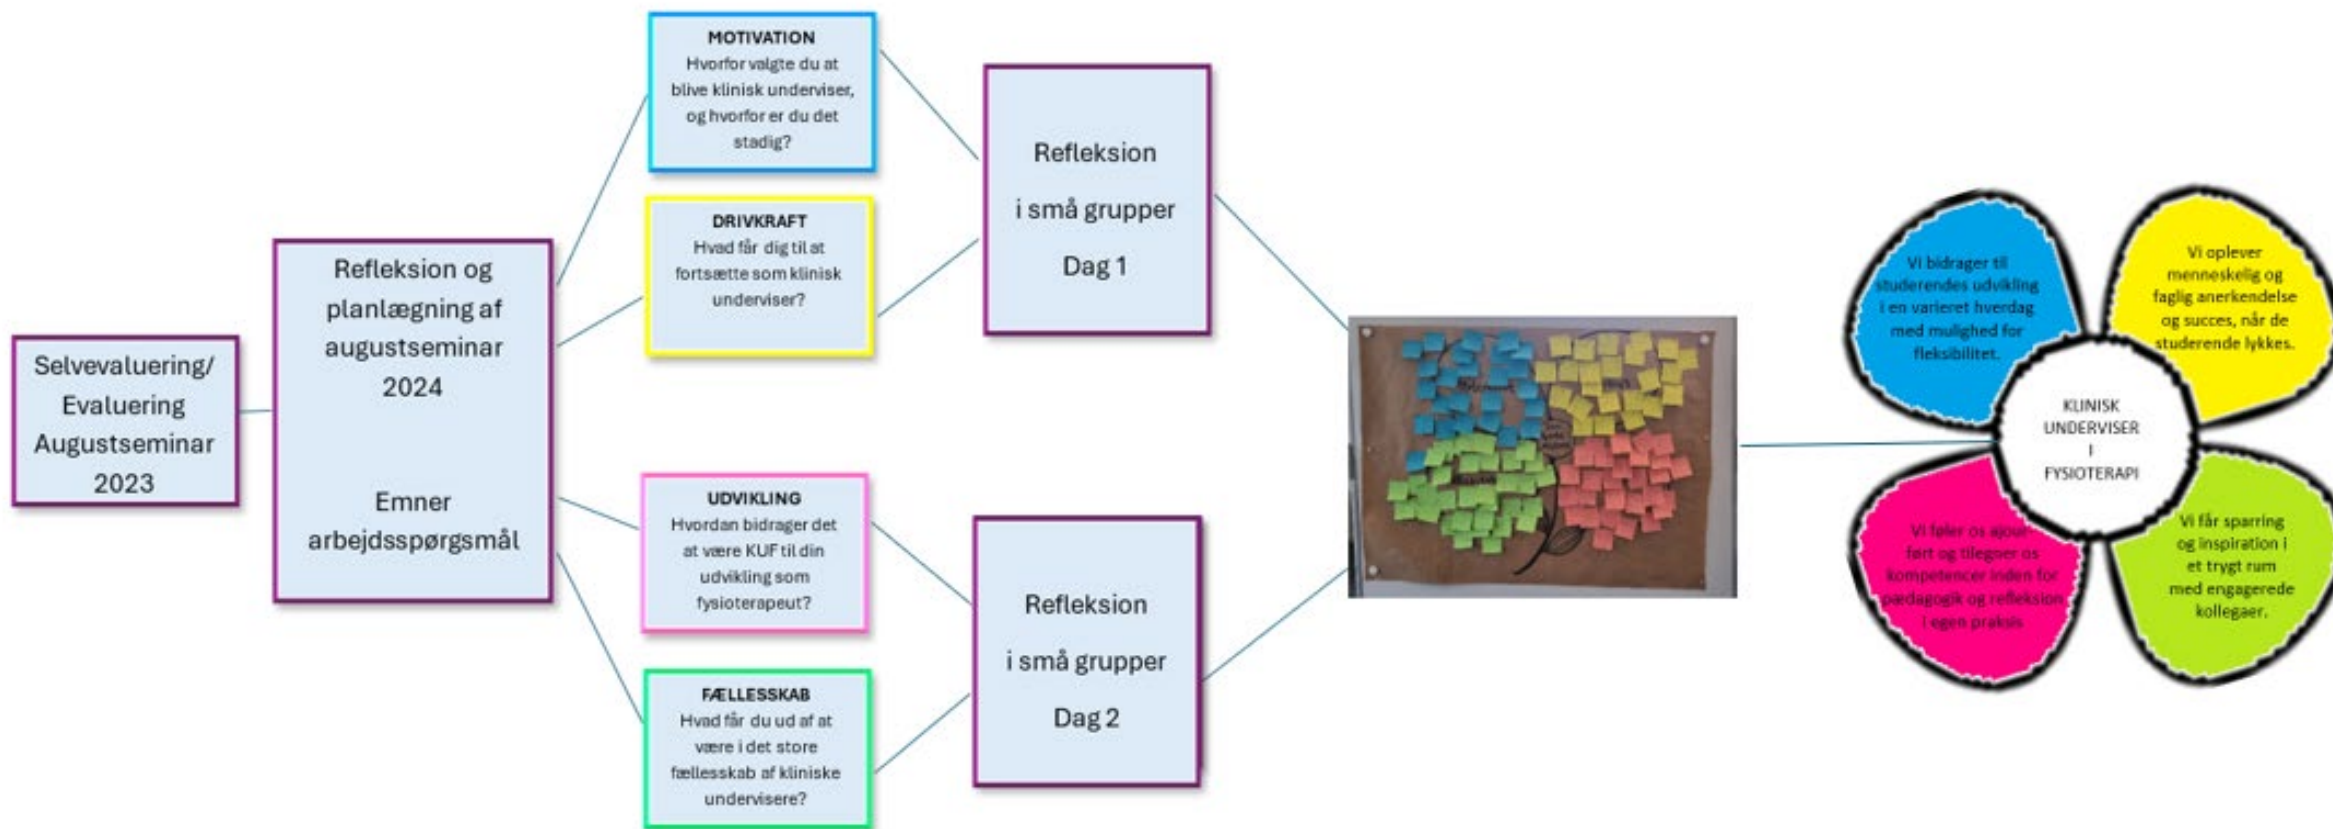 Selvevaluering/
Evaluering
Augustseminar
2023
Refleksion og
planlægning af
augustseminar
2024
Emner
arbejdsspørgsmål
MOTIVATION
Hvorfor valgte du at
blive klinisk underviser,
og hvorfor er du det
stadig?
DRIVKRAFT
Hvad får dig til at
fortsætte som klinisk
underviser?
UDVIKLING
Hvordan bidrager det
at være KUF til din
udvikling som
fysioterapeut?
FÆLLESSKAB
Hvad får du ud af at
være i det store
fællesskab af kliniske
undervisere?
Refleksion
i små grupper
Dag 1
Refleksion
i små grupper
Dag 2
Vi bidrager til
studerendes udvikling
i en varieret hverdag
med mulighed for
fleksibilitet.
Vi oplever
menneskelig og
faglig anerkendelse
og succes, når de
studerende lykkes.
KLINISK
UNDERVISER
I
FYSIOTERAPI
Vi føler os ajour-
ført og tilegner os
kompetencer inden for
pædagogik og refleksion
i egen praksis
Vi får sparring
og inspiration i
et trygt rum
med engagerede
kollegaer.